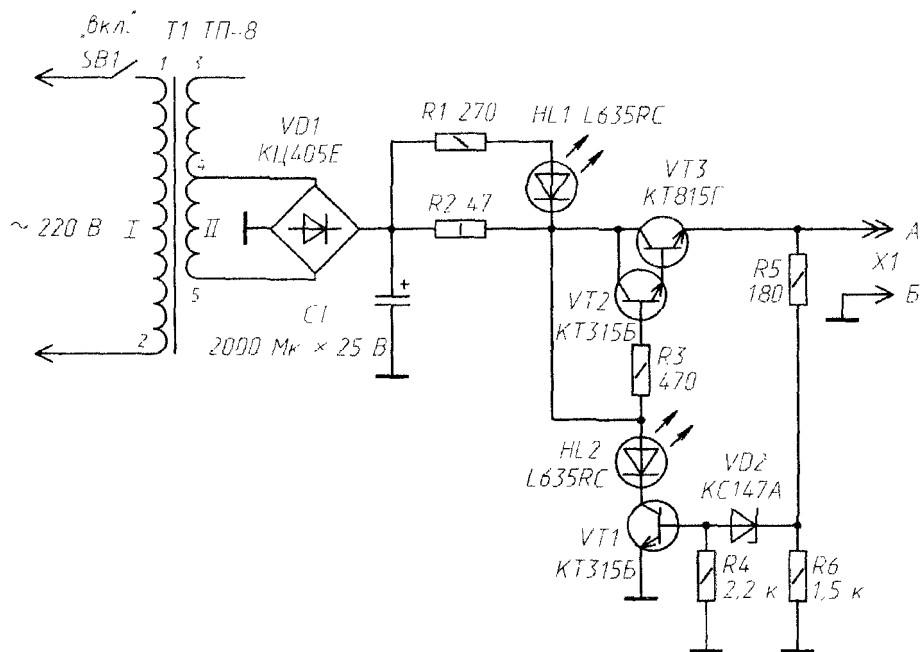 „Вкл."
SB1
T1 ТП-8
1
3
4
5
2
~ 220 В
I
II
VD1
КЦ405Е
C1
2000 Мк × 25 В
+
R1 270
R2 47
HL1 L635RC
VT3
КТ815Г
VT2
КТ315Б
R3
470
HL2
L635RC
VT1
КТ315Б
VD2
КС147А
R4
2,2 к
R6
1,5 к
R5
180
А
X1
Б